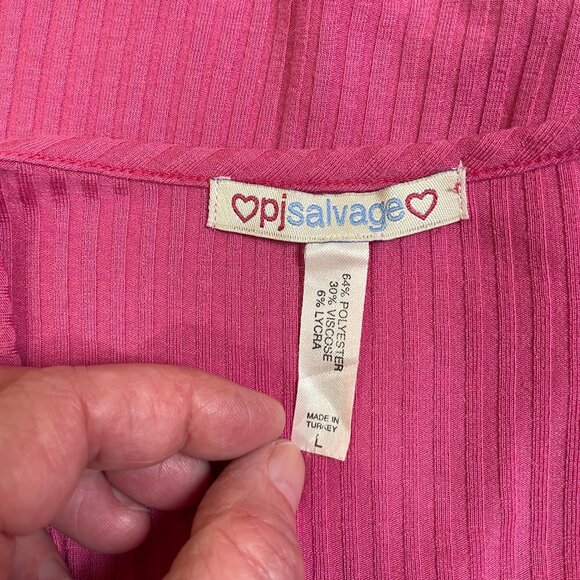 ♡pjsalvage♡
64% POLYESTER
30% VISCOSE
6% LYCRA
MADE IN
TURKEY
L